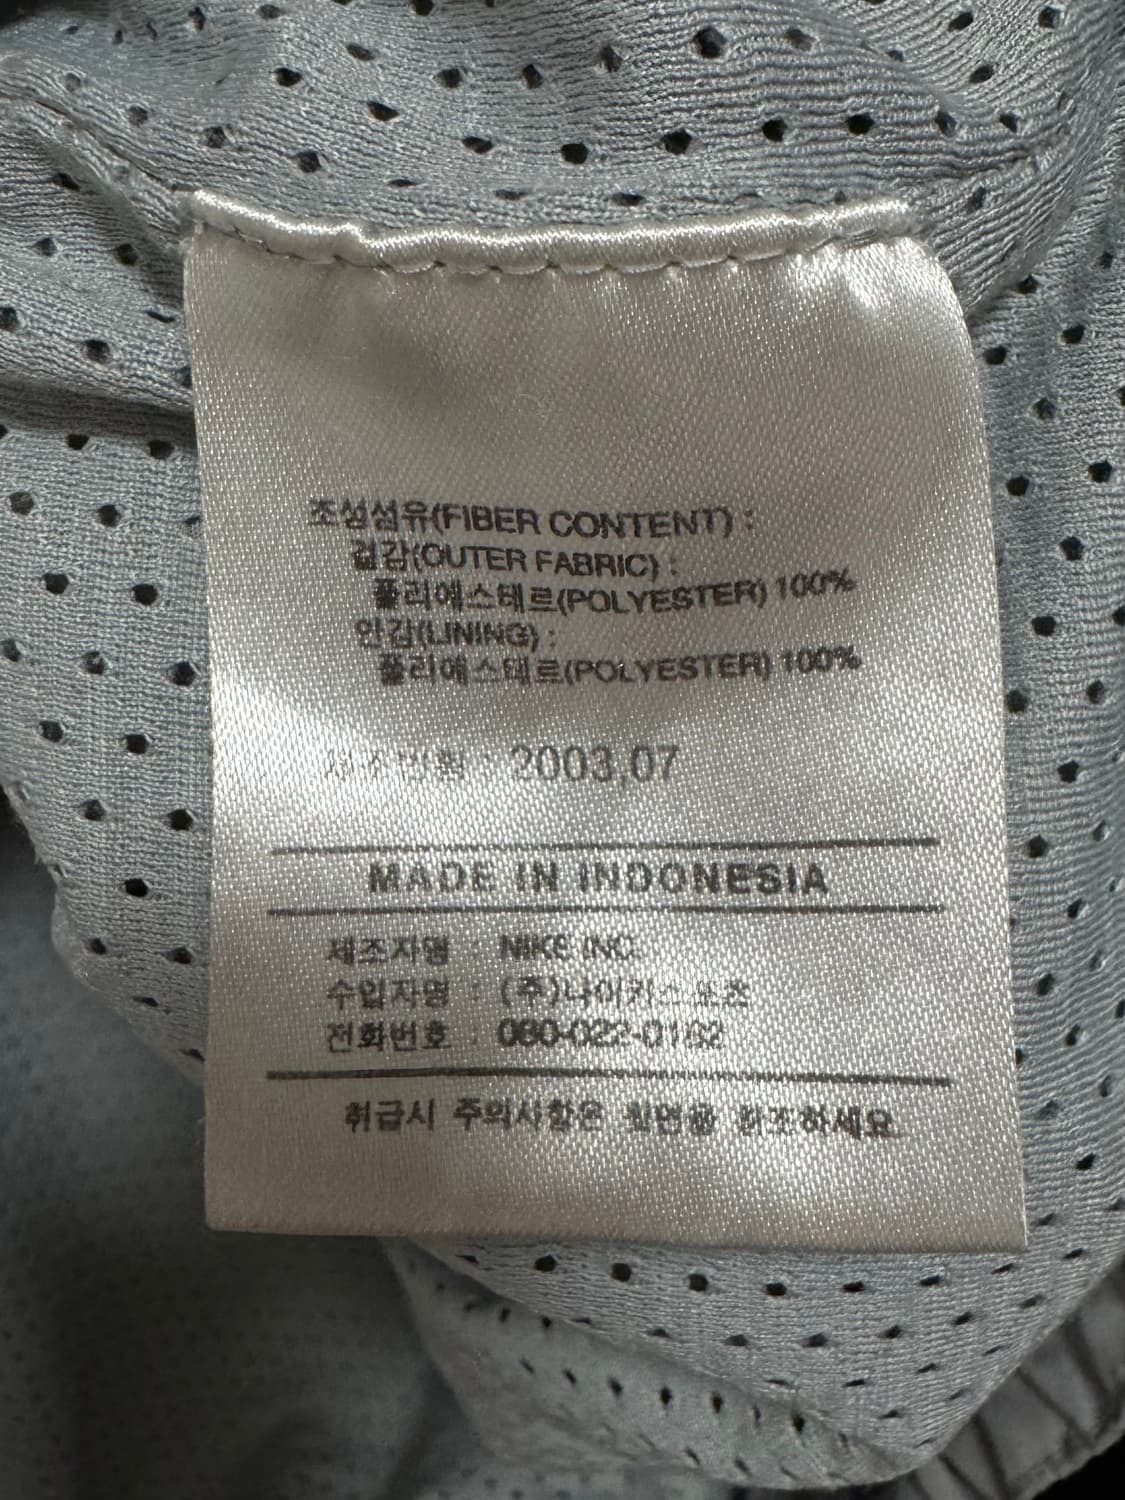 조성섬유(FIBER CONTENT) :
겉감(OUTER FABRIC) :
폴리에스테르(POLYESTER) 100%
안감(LINING) :
폴리에스테르(POLYESTER) 100%
: 2003,07
MADE IN INDONESIA
제조자명 : NIKE INC.
수입자명 : (주)나이키스포츠
전화번호 : 080-022-0182
취급시 주의사항은 뒷면을 참조하세요